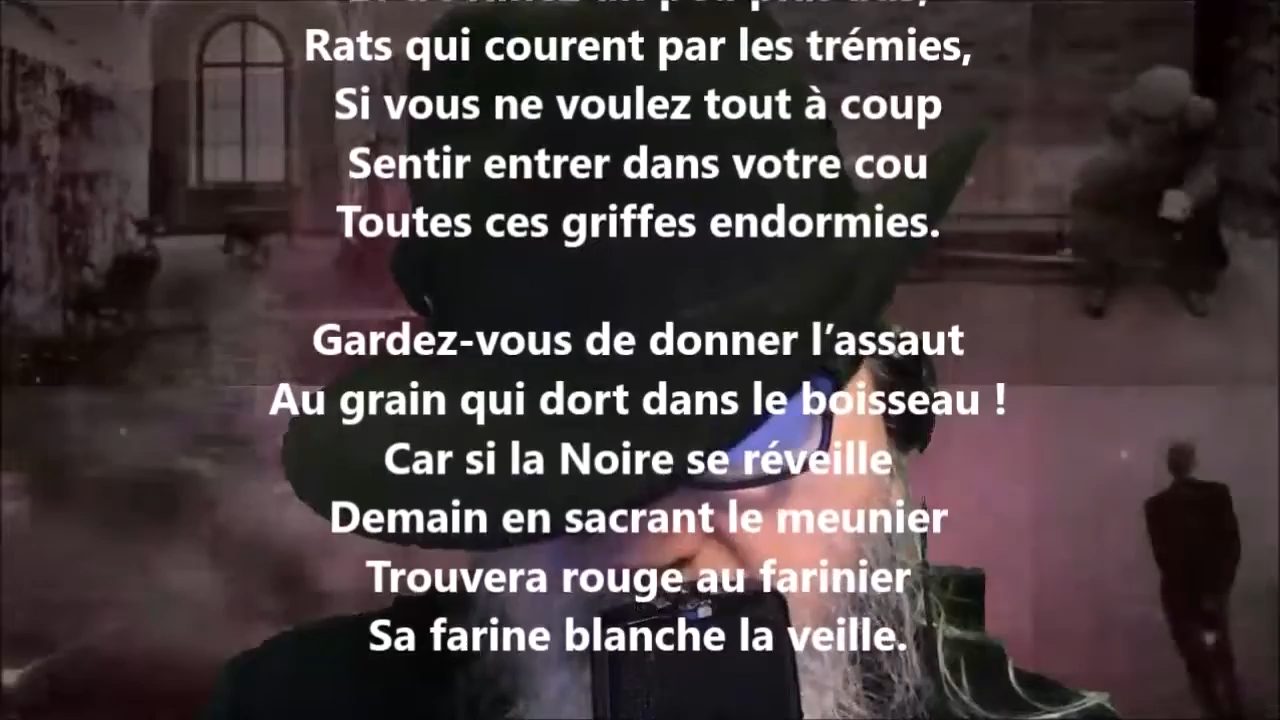 Rats qui courent par les trémies,
Si vous ne voulez tout à coup
Sentir entrer dans votre cou
Toutes ces griffes endormies.
Gardez-vous de donner l’assaut
Au grain qui dort dans le boisseau !
Car si la Noire se réveille
Demain en sacrant le meunier
Trouvera rouge au farinier
Sa farine blanche la veille.